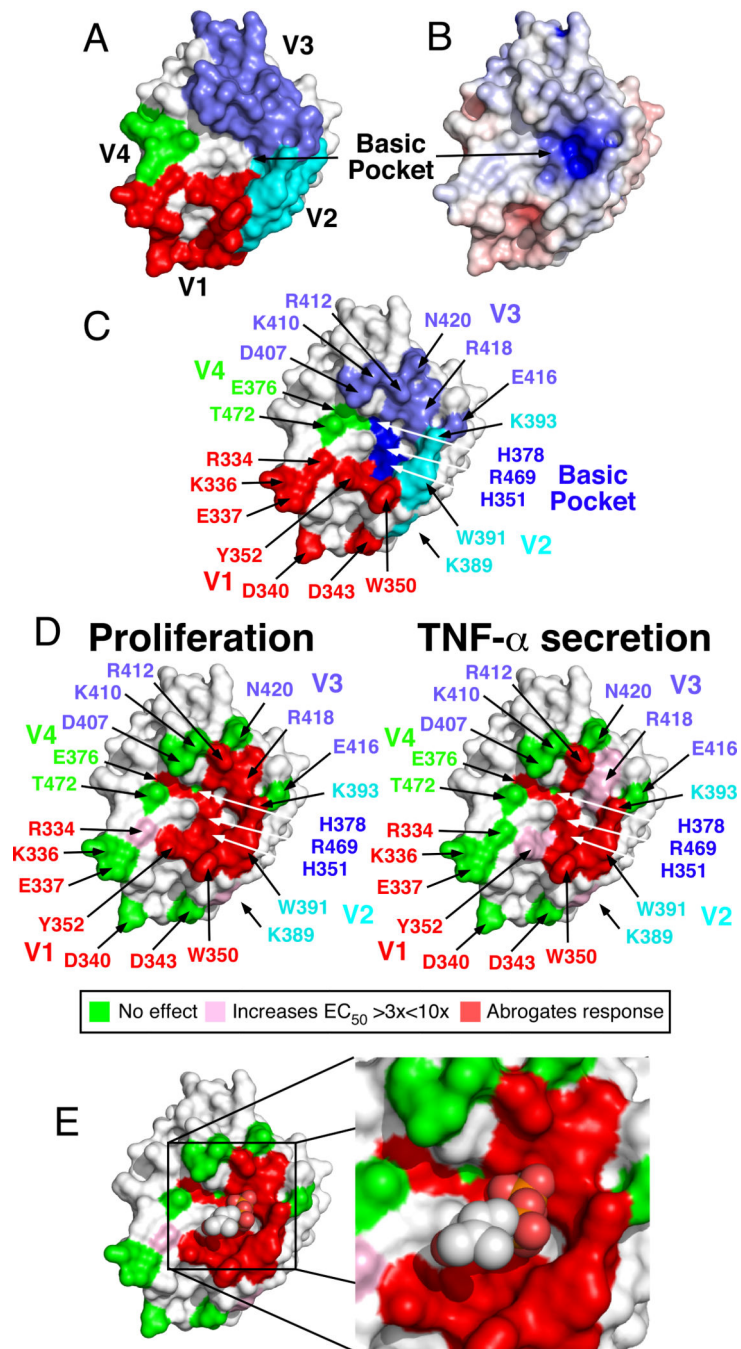 A
V3
B
V4
Basic
Pocket
V2
V1
C
R412
K410
N420
V3
D407
R418
V4
E376
E416
T472
K393
R334
H378
K336
R469
Basic
E337
H351
Pocket
Y352
W391
V2
K389
V1
D340
D343
W350
D
Proliferation
TNF-α secretion
R412
K410
N420
V3
D407
R418
V4
E376
E416
T472
K393
R334
H378
K336
R469
E337
H351
Y352
W391
V2
K389
V1
D340
D343
W350
R412
K410
N420
V3
D407
R418
V4
E376
E416
T472
K393
R334
H378
K336
R469
E337
H351
Y352
W391
V2
K389
V1
D340
D343
W350
No effect
Increases EC50 >3x<10x
Abrogates response
E